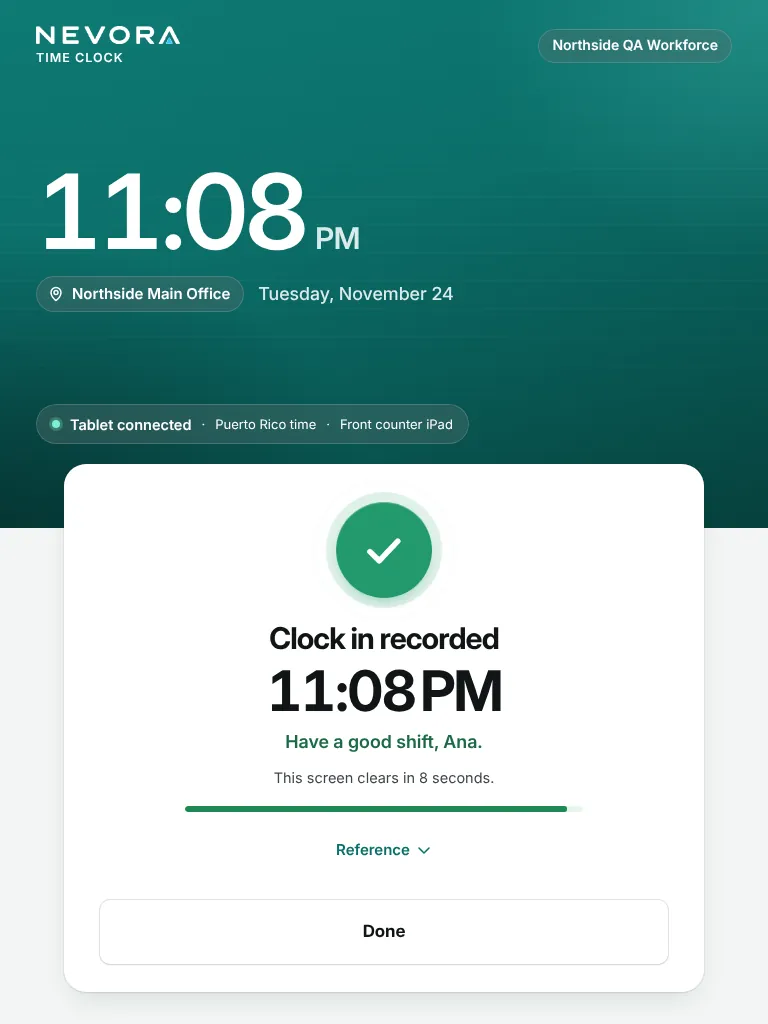 NEVORA
TIME CLOCK
Northside QA Workforce
11:08 PM
Northside Main Office
Tuesday, November 24
Tablet connected · Puerto Rico time · Front counter iPad
Clock in recorded
11:08 PM
Have a good shift, Ana.
This screen clears in 8 seconds.
Reference
Done